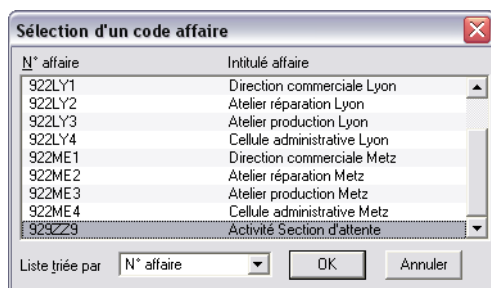 Sélection d'un code affaire
N° affaire Intitulé affaire
922LY1 Direction commerciale Lyon
922LY2 Atelier réparation Lyon
922LY3 Atelier production Lyon
922LY4 Cellule administrative Lyon
922ME1 Direction commerciale Metz
922ME2 Atelier réparation Metz
922ME3 Atelier production Metz
922ME4 Cellule administrative Metz
929ZZ9 Activité Section d'attente
Liste triée par N° affaire OK Annuler